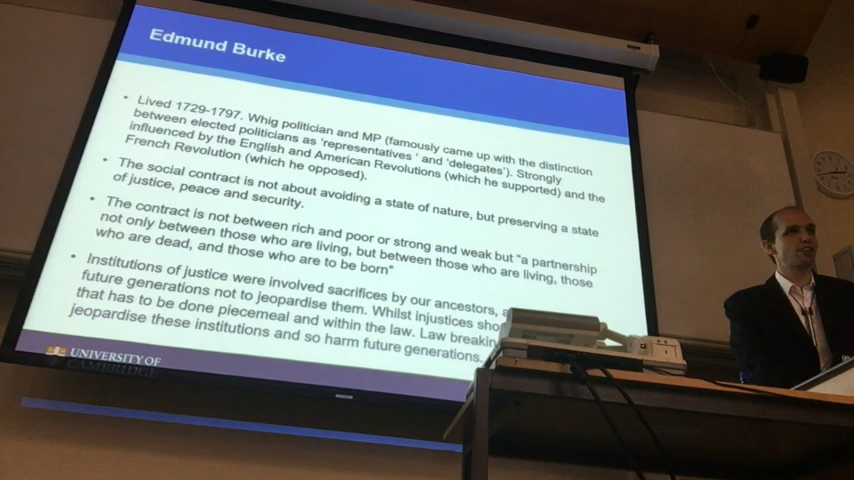 Edmund Burke
• Lived 1729-1797. Whig politician and MP (famously came up with the distinction
between elected politicians as 'representatives ' and 'delegates'). Strongly
influenced by the English and American Revolutions (which he supported) and the
French Revolution (which he opposed).
• The social contract is not about avoiding a state of nature, but preserving a state
of justice, peace and security.
• The contract is not between rich and poor or strong and weak but "a partnership
not only between those who are living, but between those who are living, those
who are dead, and those who are to be born"
• Institutions of justice were involved sacrifices by our ancestors,
future generations not to jeopardise them. Whilst injustices
that has to be done piecemeal and within the law. Law
jeopardise these institutions and so harm future generations.
UNIVERSITY OF
CAMBRIDGE